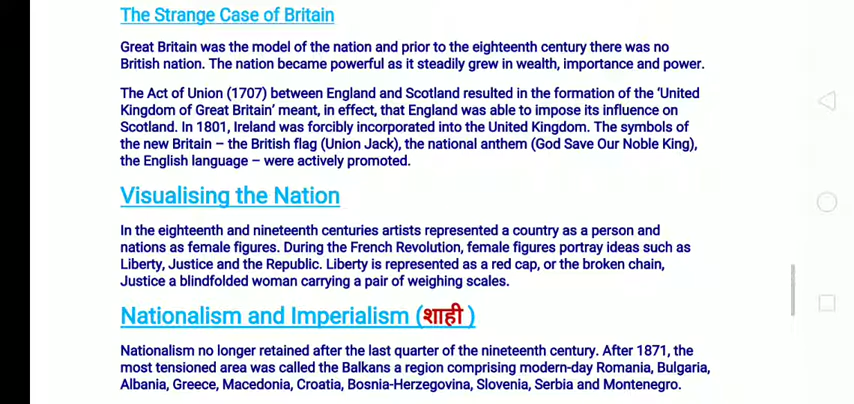 The Strange Case of Britain
Great Britain was the model of the nation and prior to the eighteenth century there was no
British nation. The nation became powerful as it steadily grew in wealth, importance and power.
The Act of Union (1707) between England and Scotland resulted in the formation of the ‘United
Kingdom of Great Britain’ meant, in effect, that England was able to impose its influence on
Scotland. In 1801, Ireland was forcibly incorporated into the United Kingdom. The symbols of
the new Britain – the British flag (Union Jack), the national anthem (God Save Our Noble King),
the English language – were actively promoted.
Visualising the Nation
In the eighteenth and nineteenth centuries artists represented a country as a person and
nations as female figures. During the French Revolution, female figures portray ideas such as
Liberty, Justice and the Republic. Liberty is represented as a red cap, or the broken chain,
Justice a blindfolded woman carrying a pair of weighing scales.
Nationalism and Imperialism (शाही )
Nationalism no longer retained after the last quarter of the nineteenth century. After 1871, the
most tensioned area was called the Balkans a region comprising modern-day Romania, Bulgaria,
Albania, Greece, Macedonia, Croatia, Bosnia-Herzegovina, Slovenia, Serbia and Montenegro.